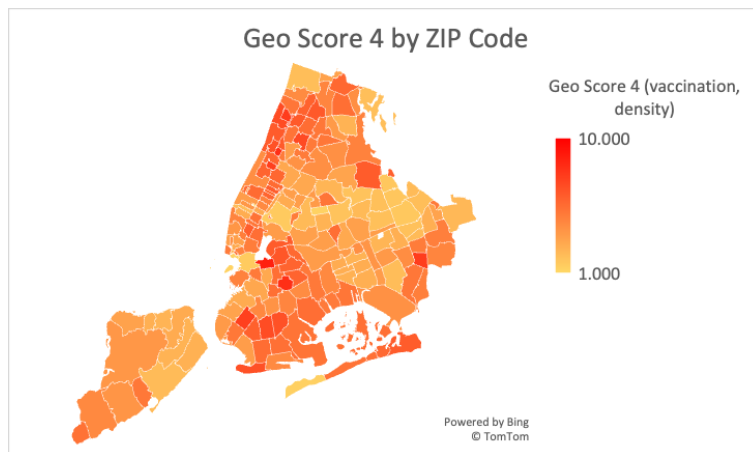 Geo Score 4 by ZIP Code
Geo Score 4 (vaccination,
density)
10.000
1.000
Powered by Bing
© TomTom